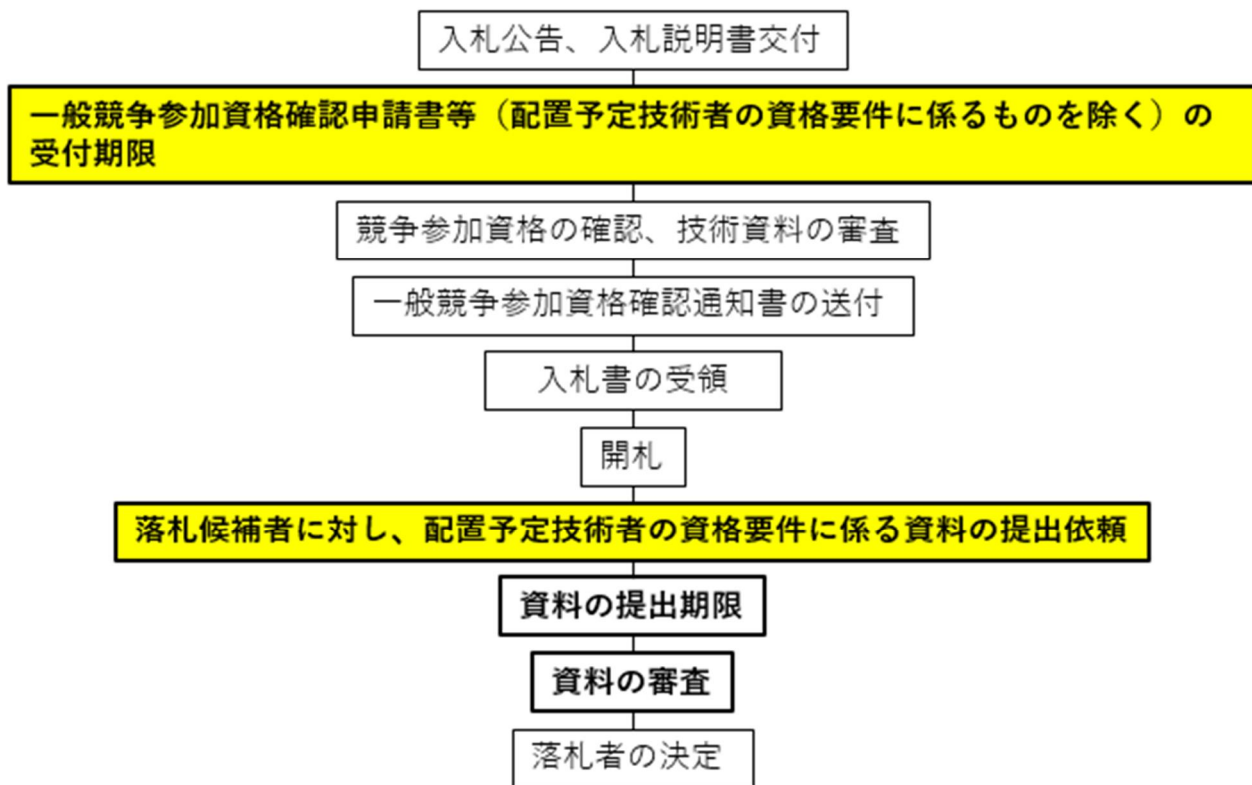 入札公告、入札説明書交付
一般競争参加資格確認申請書等（配置予定技術者の資格要件に係るものを除く）の
受付期限
競争参加資格の確認、技術資料の審査
一般競争参加資格確認通知書の送付
入札書の受領
開札
落札候補者に対し、配置予定技術者の資格要件に係る資料の提出依頼
資料の提出期限
資料の審査
落札者の決定